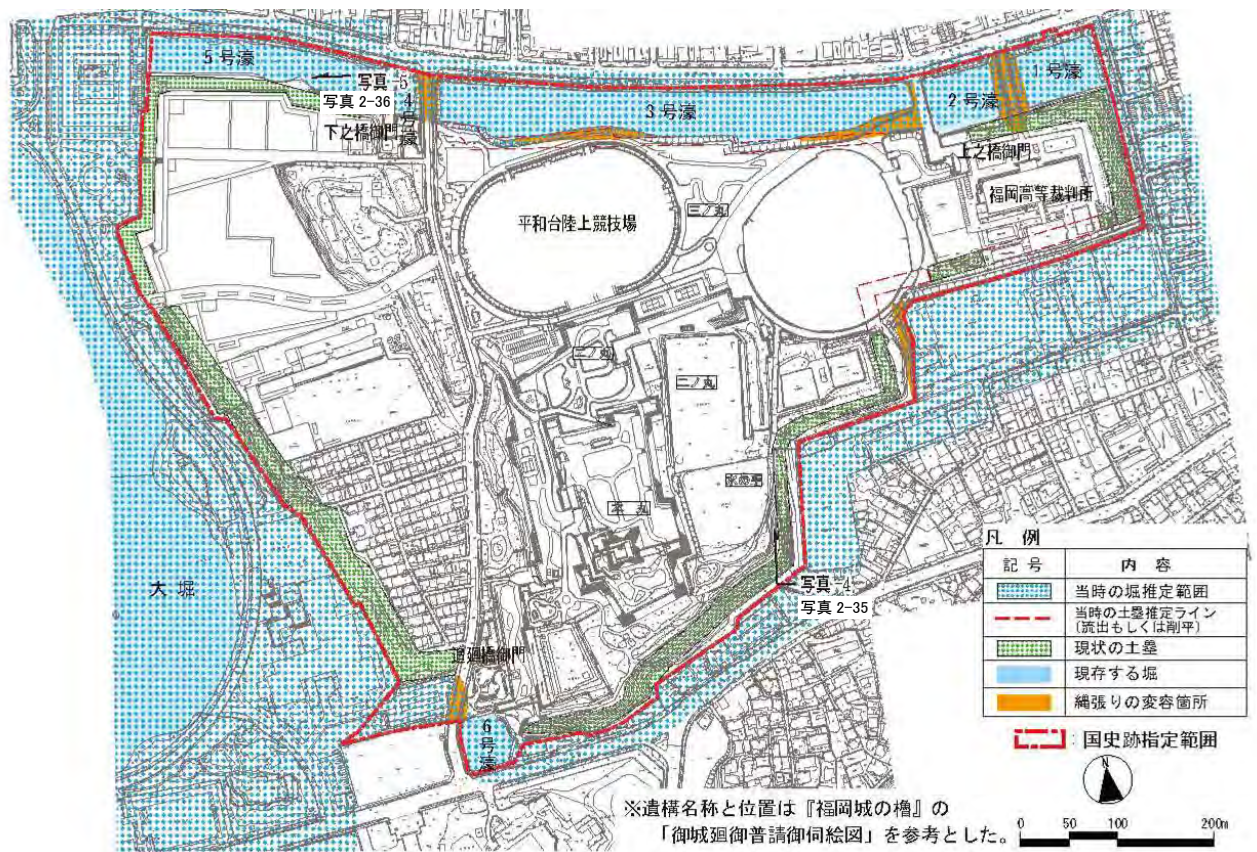 5号濠
写真-5
写真 2-36
4号濠
下之橋御門
3号濠
2号濠
1号濠
上之橋御門
福岡高等裁判所
平和台陸上競技場
三ノ丸
二ノ丸
二ノ丸
本丸
大堀
追廻橋御門
6号濠
写真-4
写真 2-35
凡 例
記 号 内 容
当時の堀推定範囲
当時の土塁推定ライン
(流出もしくは削平)
現状の土塁
現存する堀
縄張りの変容箇所
:国史跡指定範囲
N
※遺構名称と位置は『福岡城の櫓』の
「御城廻御普請御伺絵図」を参考とした。
0 50 100 200m